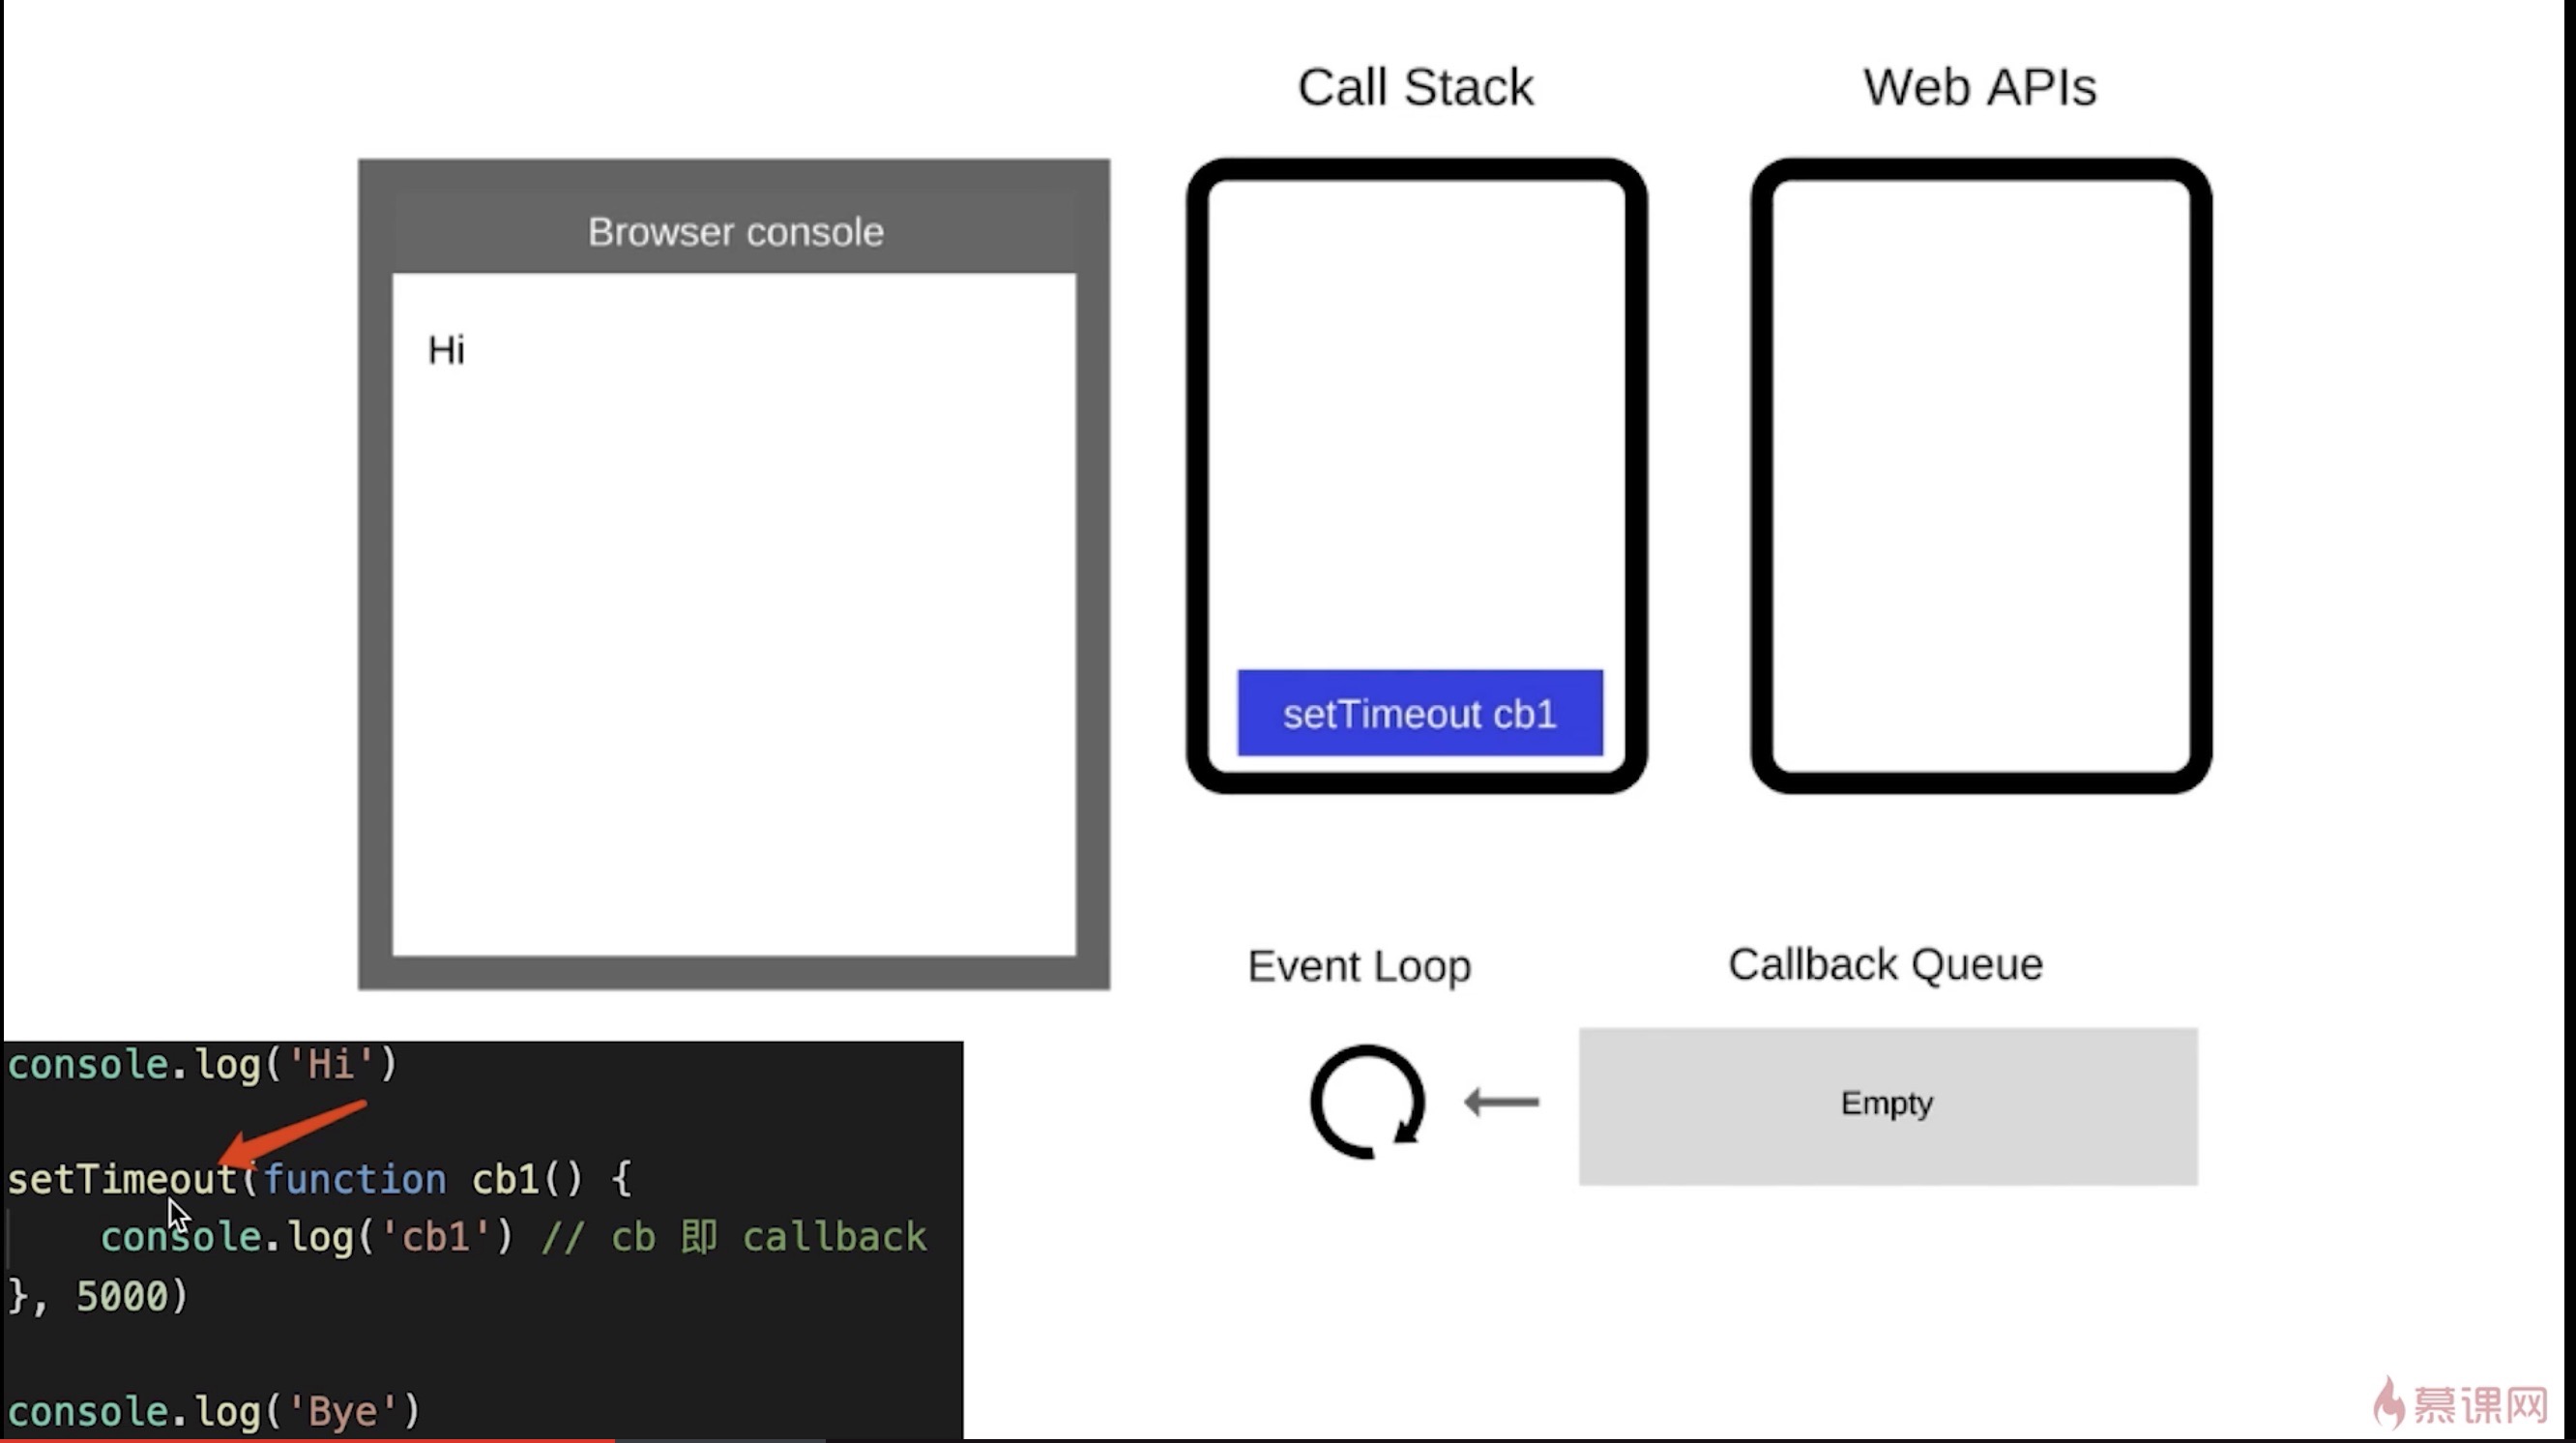 Call Stack
Web APIs
Browser console
Hi
setTimeout cb1
Event Loop
Callback Queue
Empty
console.log('Hi')
setTimeout(function cb1() {
    console.log('cb1') // cb 即 callback
}, 5000)
console.log('Bye')
慕课网